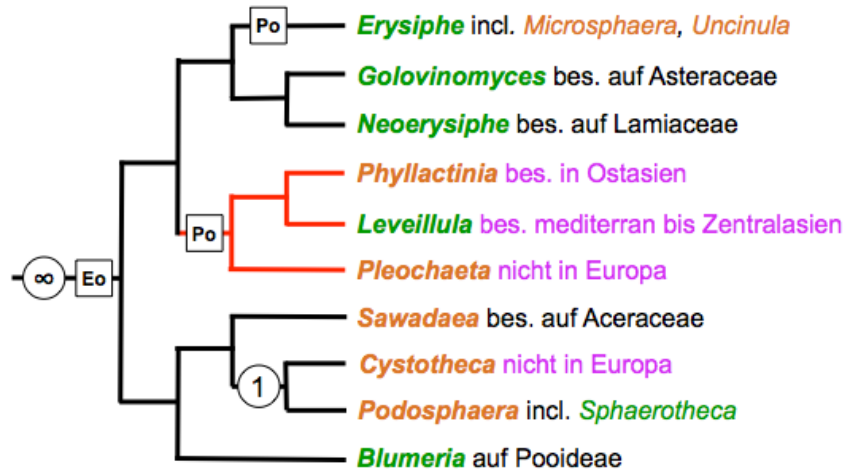 Po Erysiphe incl. Microsphaera, Uncinula
Golovinomyces bes. auf Asteraceae
Neoerysiphe bes. auf Lamiaceae
Phyllactinia bes. in Ostasien
Po Leveillula bes. mediterran bis Zentralasien
∞ Eo Pleochaeta nicht in Europa
Sawadaea bes. auf Aceraceae
Cystotheca nicht in Europa
1
Podosphaera incl. Sphaerotheca
Blumeria auf Pooideae